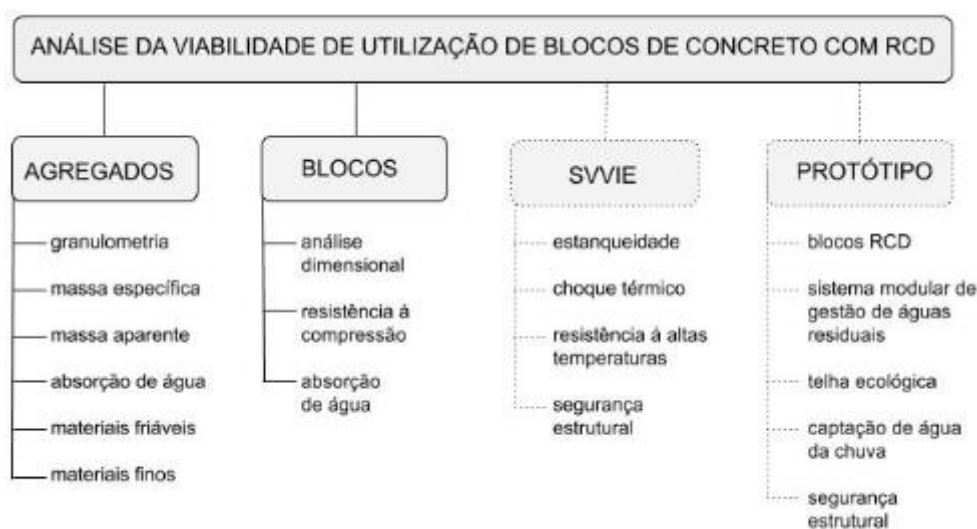 ANÁLISE DA VIABILIDADE DE UTILIZAÇÃO DE BLOCOS DE CONCRETO COM RCD
AGREGADOS
granulometria
massa específica
massa aparente
absorção de água
materiais friáveis
materiais finos
BLOCOS
análise
dimensional
resistência á
compressão
absorção
de água
SVVIE
estanqueidade
choque térmico
resistência á altas
temperaturas
segurança
estrutural
PROTÓTIPO
blocos RCD
sistema modular de
gestão de águas
residuais
telha ecológica
captação de água
da chuva
segurança
estrutural